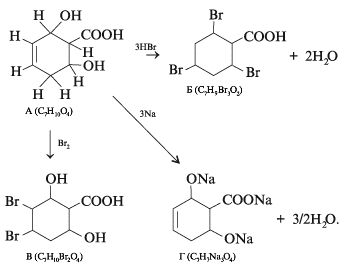 H OH
H COOH
H
H OH
H H H
А (C₇H₁₀O₄)
3HBr
Br
COOH
Br Br
Б (C₇H₉Br₃O₂)
+ 2H₂O
Br₂
3Na
OH
Br COOH
Br OH
В (C₇H₁₀Br₂O₄)
ONa
COONa
ONa
Г (C₇H₇Na₃O₄)
+ 3/2H₂O.